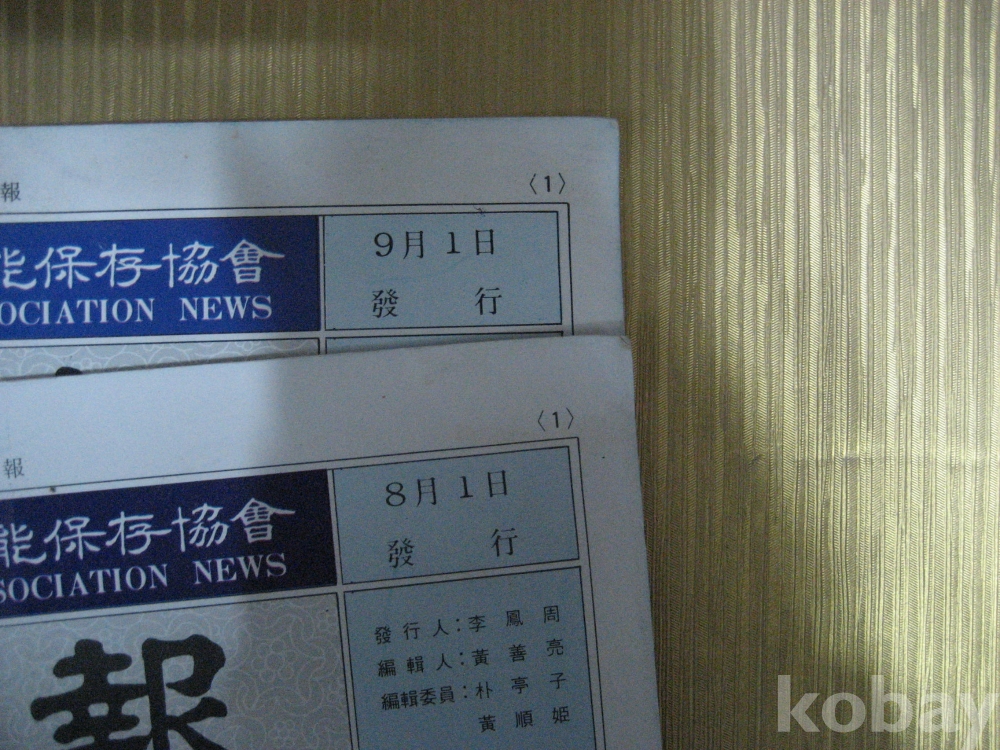 報
〈1〉
能保存協會
OCIATION NEWS
9月 1日
發 行
報
〈1〉
能保存協會
SOCIATION NEWS
8月 1日
發 行
發 行 人：李 鳳 周
編 輯 人：黃 善 亮
編輯委員：朴 亭 子
黃 順 姬
報
kobay